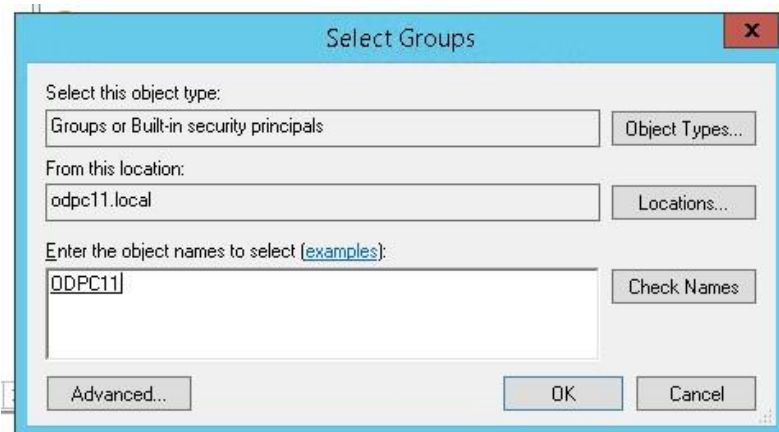 Select Groups
x
Select this object type:
Groups or Built-in security principals
Object Types...
From this location:
odpc11.local
Locations...
Enter the object names to select (examples):
ODPC11
Check Names
Advanced...
OK
Cancel